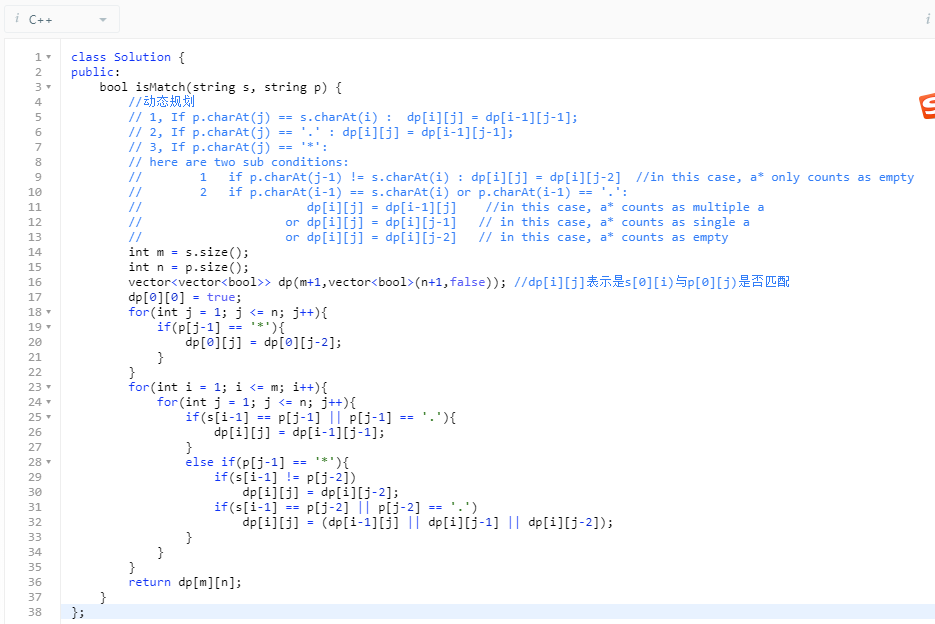 i C++ i
1 class Solution {
2 public:
3     bool isMatch(string s, string p) {
4         //动态规划
5         // 1, If p.charAt(j) == s.charAt(i) :  dp[i][j] = dp[i-1][j-1];
6         // 2, If p.charAt(j) == '.' : dp[i][j] = dp[i-1][j-1];
7         // 3, If p.charAt(j) == '*':
8         // here are two sub conditions:
9         //        1   if p.charAt(j-1) != s.charAt(i) : dp[i][j] = dp[i][j-2]  //in this case, a* only counts as empty
10         //        2   if p.charAt(i-1) == s.charAt(i) or p.charAt(i-1) == '.':
11         //                       dp[i][j] = dp[i-1][j]    //in this case, a* counts as multiple a
12         //                    or dp[i][j] = dp[i][j-1]   // in this case, a* counts as single a
13         //                    or dp[i][j] = dp[i][j-2]   // in this case, a* counts as empty
14         int m = s.size();
15         int n = p.size();
16         vector<vector<bool>> dp(m+1,vector<bool>(n+1,false)); //dp[i][j]表示是s[0][i)与p[0][j)是否匹配
17         dp[0][0] = true;
18         for(int j = 1; j <= n; j++){
19             if(p[j-1] == '*'){
20                 dp[0][j] = dp[0][j-2];
21             }
22         }
23         for(int i = 1; i <= m; i++){
24             for(int j = 1; j <= n; j++){
25                 if(s[i-1] == p[j-1] || p[j-1] == '.'){
26                     dp[i][j] = dp[i-1][j-1];
27                 }
28                 else if(p[j-1] == '*'){
29                     if(s[i-1] != p[j-2])
30                         dp[i][j] = dp[i][j-2];
31                     if(s[i-1] == p[j-2] || p[j-2] == '.')
32                         dp[i][j] = (dp[i-1][j] || dp[i][j-1] || dp[i][j-2]);
33                 }
34             }
35         }
36         return dp[m][n];
37     }
38 };